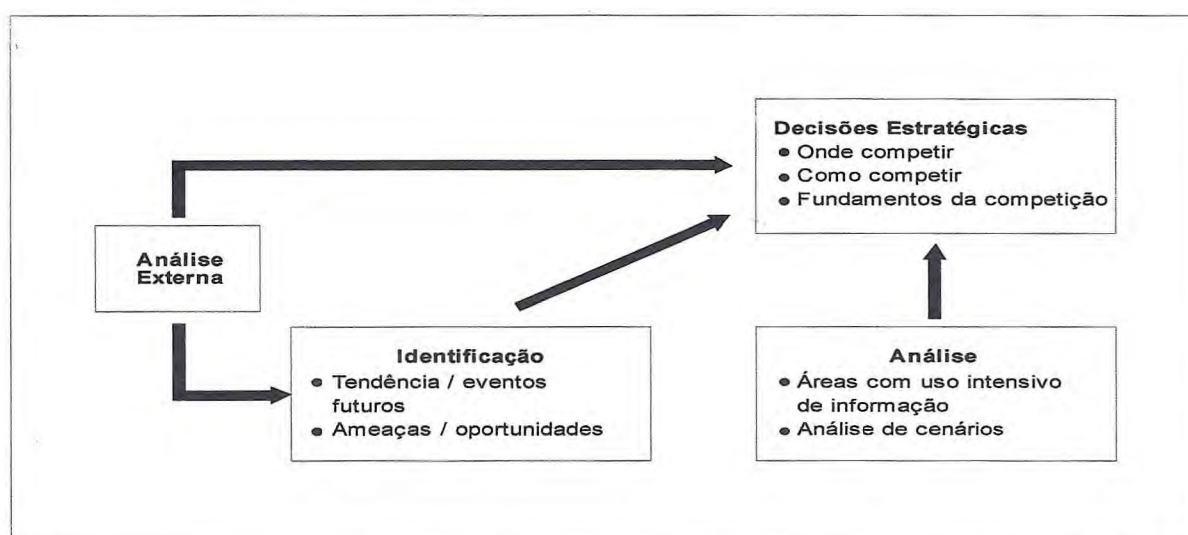 Decisões Estratégicas
● Onde competir
● Como competir
● Fundamentos da competição
Análise
Externa
Identificação
● Tendência / eventos
futuros
● Ameaças / oportunidades
Análise
● Áreas com uso intensivo
de informação
● Análise de cenários